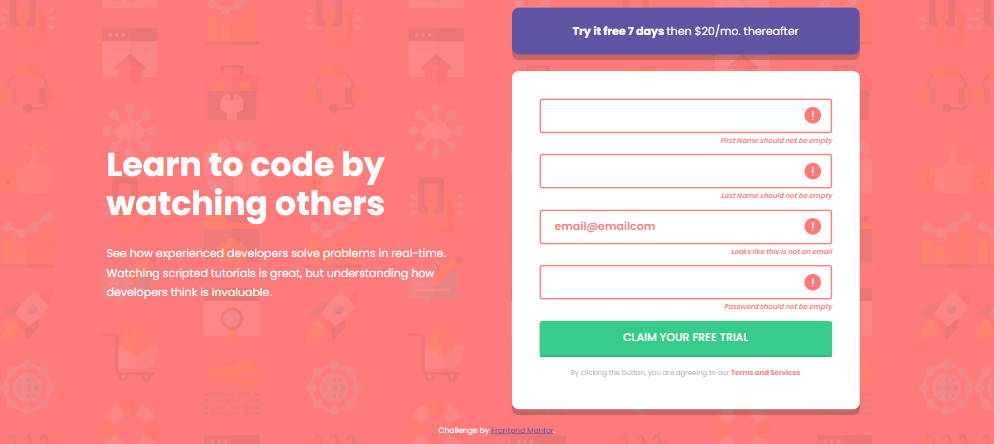 Try it free 7 days then $20/mo. thereafter
Learn to code by
watching others
See how experienced developers solve problems in real-time.
Watching scripted tutorials is great, but understanding how
developers think is invaluable.
First Name should not be empty
Last Name should not be empty
email@emailcom
Looks like this is not an email
Password should not be empty
CLAIM YOUR FREE TRIAL
By clicking the button, you are agreeing to our Terms and Services
Challenge by Frontend Mentor.